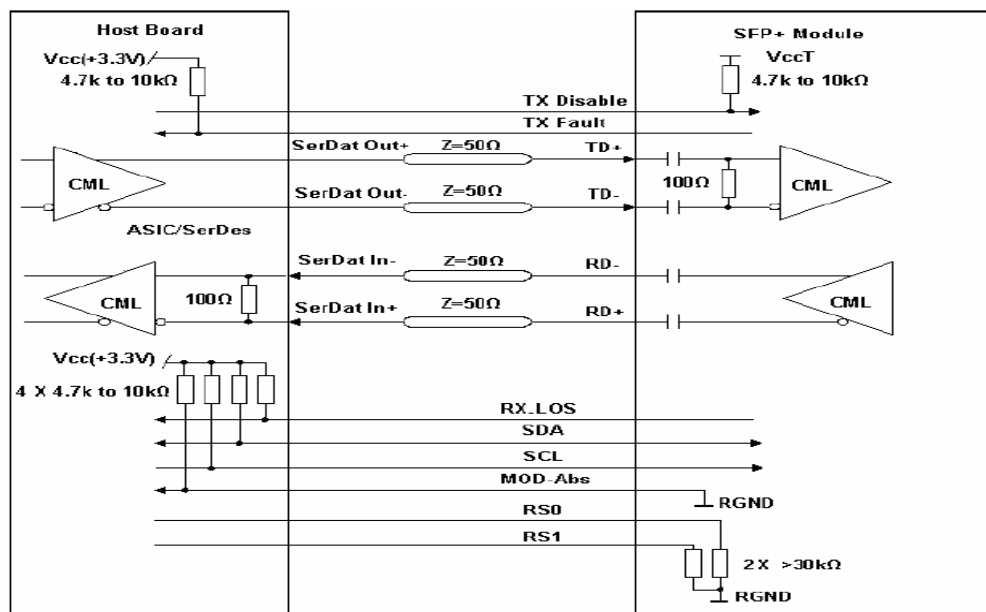 Host Board
SFP+ Module
Vcc(+3.3V)
4.7k to 10kΩ
VccT
4.7k to 10kΩ
TX Disable
TX Fault
SerDat Out+
Z=50Ω
TD+
CML
100Ω
CML
SerDat Out-
Z=50Ω
TD-
ASIC/SerDes
SerDat In-
Z=50Ω
RD-
100Ω
CML
CML
SerDat In+
Z=50Ω
RD+
Vcc(+3.3V)
4 X 4.7k to 10kΩ
RX-LOS
SDA
SCL
MOD-Abs
RGND
RS0
RS1
2 X >30kΩ
RGND